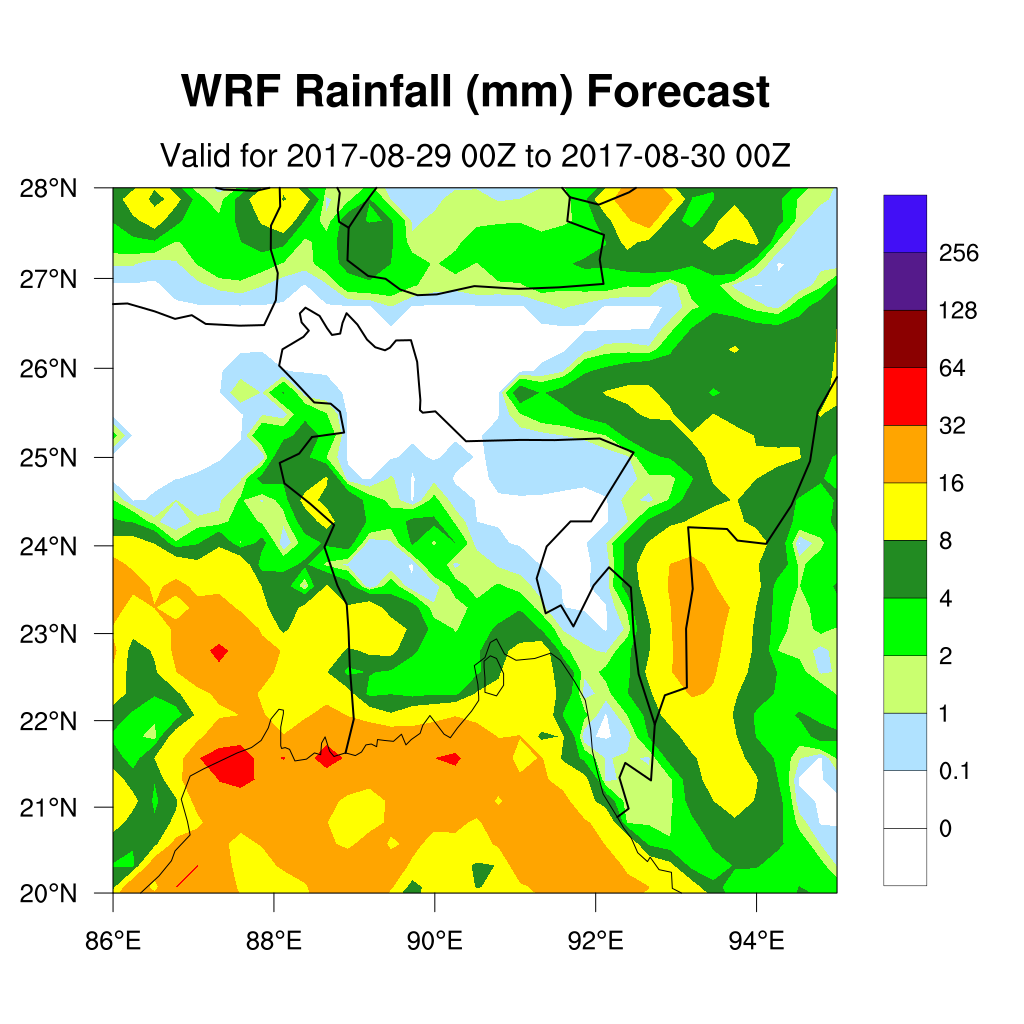 WRF Rainfall (mm) Forecast
Valid for 2017-08-29 00Z to 2017-08-30 00Z
28°N
27°N
26°N
25°N
24°N
23°N
22°N
21°N
20°N
86°E 88°E 90°E 92°E 94°E
256
128
64
32
16
8
4
2
1
0.1
0